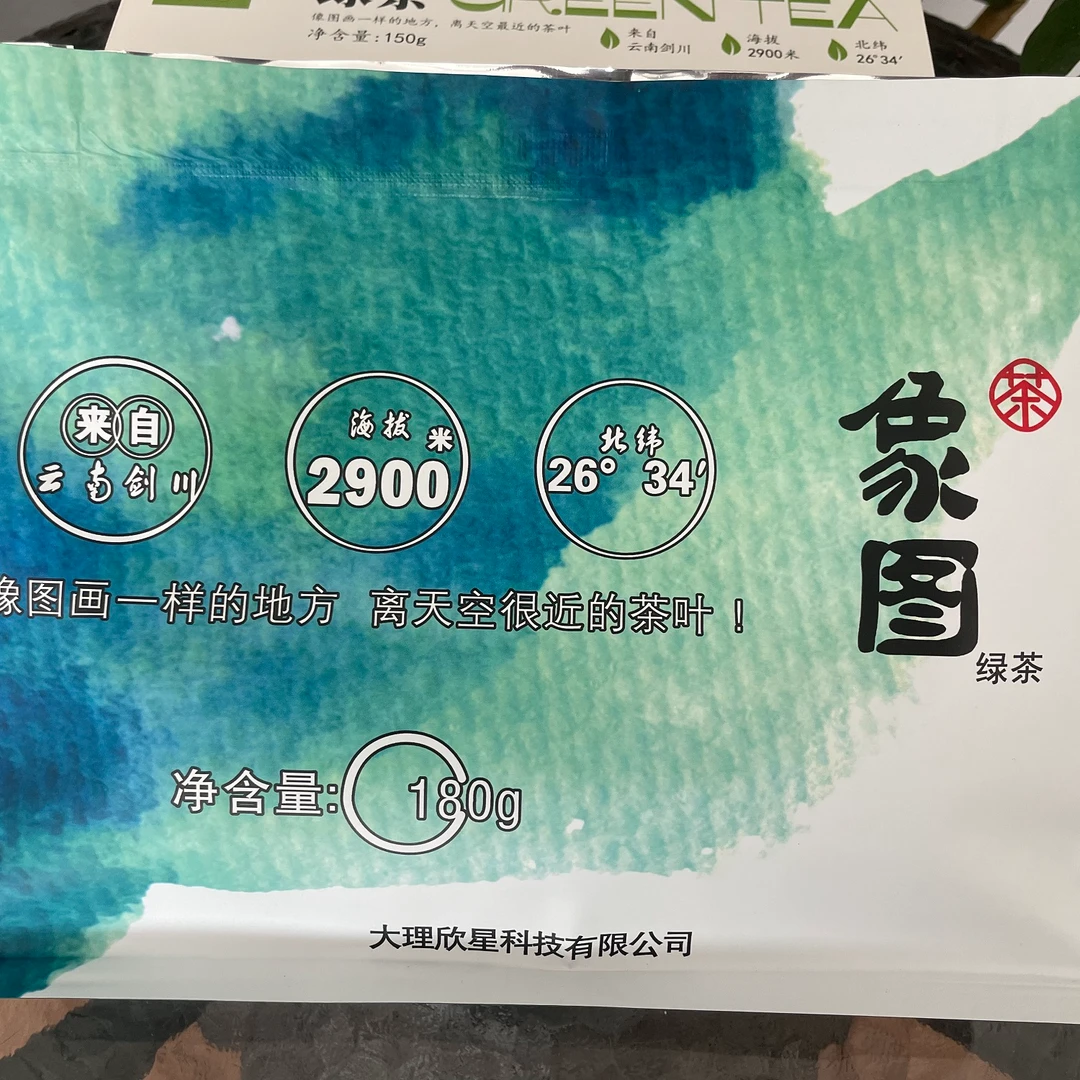 GREEN TEA
像图画一样的地方，离天空最近的茶叶
净含量:150g
来自
云南剑川
海拔
2900米
北纬
26°34′
来自
云南剑川
海拔 米
2900
北纬
26° 34′
像图画一样的地方 离天空很近的茶叶！
茶
象图
绿茶
净含量: 180g
大理欣星科技有限公司